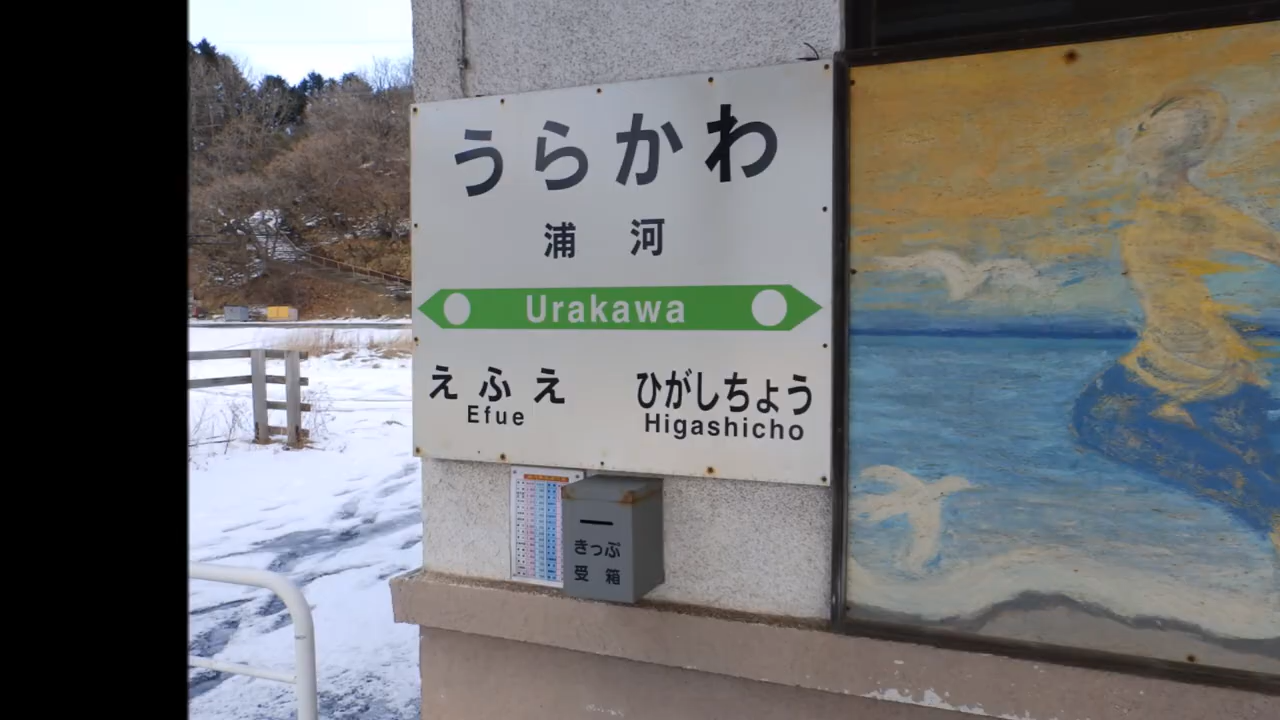 うらかわ
浦河
Urakawa
えふえ ひがしちょう
Efue Higashicho
きっぷ
受箱